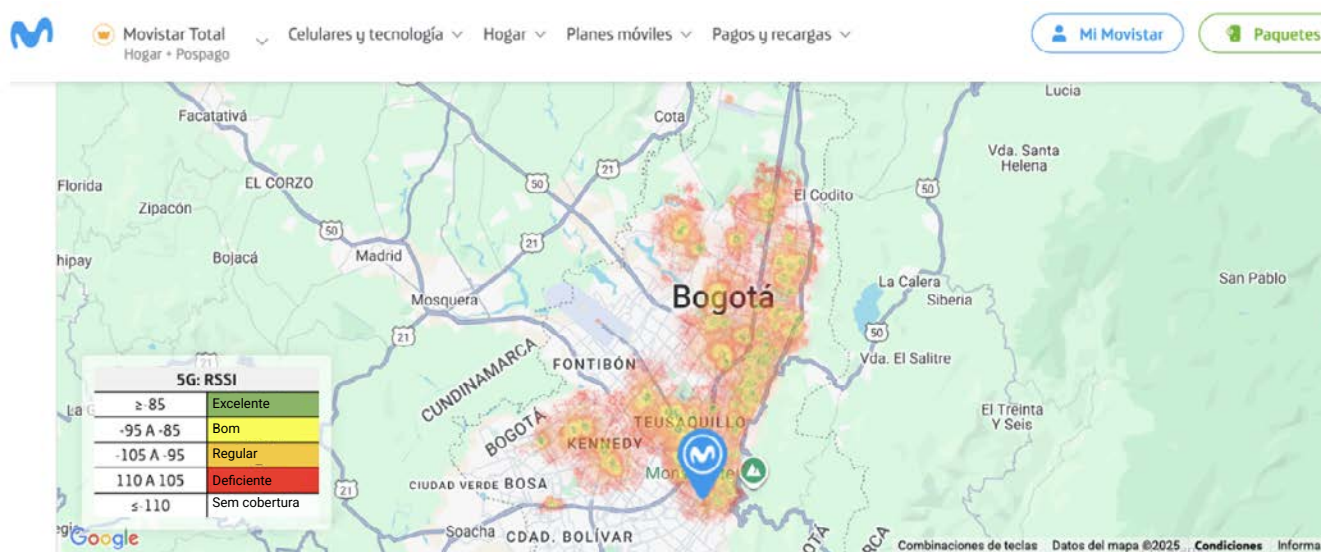 Movistar Total
Hogar + Pospago
Celulares y tecnología
Hogar
Planes móviles
Pagos y recargas
Mi Movistar
Paquetes
Lucia
Facatativá
Cota
Vda. Santa
Helena
21
50
Florida
EL CORZO
El Codito
50
Zipacón
50
21
hipay
Bojacá
Madrid
La Calera
San Pablo
Mosquera
Bogotá
Siberia
21
50
CUNDINAMARCA
FONTIBÓN
Vda. El Salitre
21
5G: RSSI
≥-85 Excelente
-95 A -85 Bom
-105 A -95 Regular
110 A 105 Deficiente
≤-110 Sem cobertura
El Treinta
Y Seis
BOGOTÁ
TEUSAQUILLO
KENNEDY
21
CIUDAD VERDE
BOSA
Soacha
CDAD. BOLÍVAR
Google
Combinaciones de teclas
Datos del mapa ©2025
Condiciones